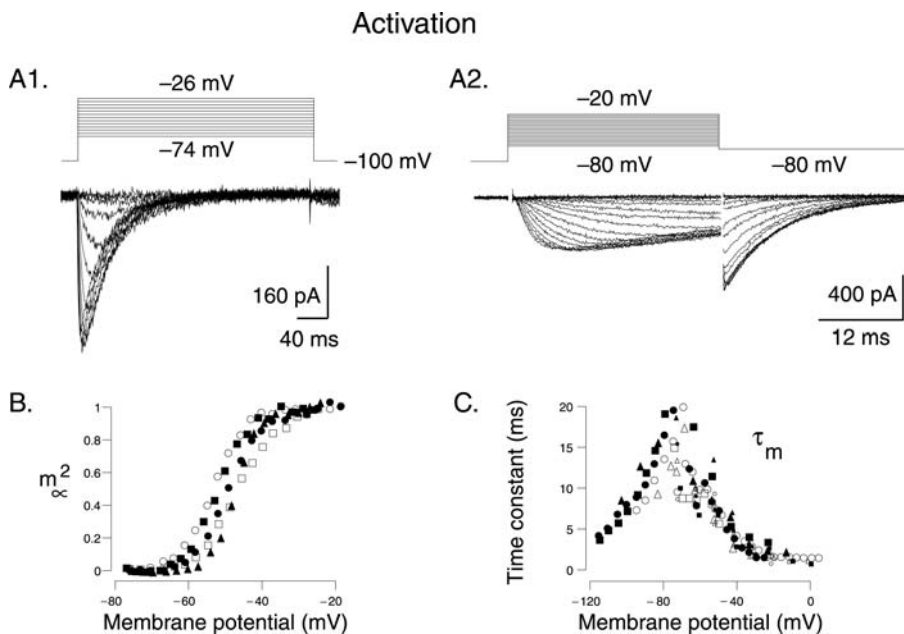 Activation
A1.
−26 mV
−74 mV
−100 mV
160 pA
40 ms
A2.
−20 mV
−80 mV
−80 mV
400 pA
12 ms
B.
1
0.8
0.6
0.4
0.2
0
m²∝
−80 −60 −40 −20
Membrane potential (mV)
C.
Time constant (ms)
20
15
10
5
0
τm
−120 −80 −40 0
Membrane potential (mV)